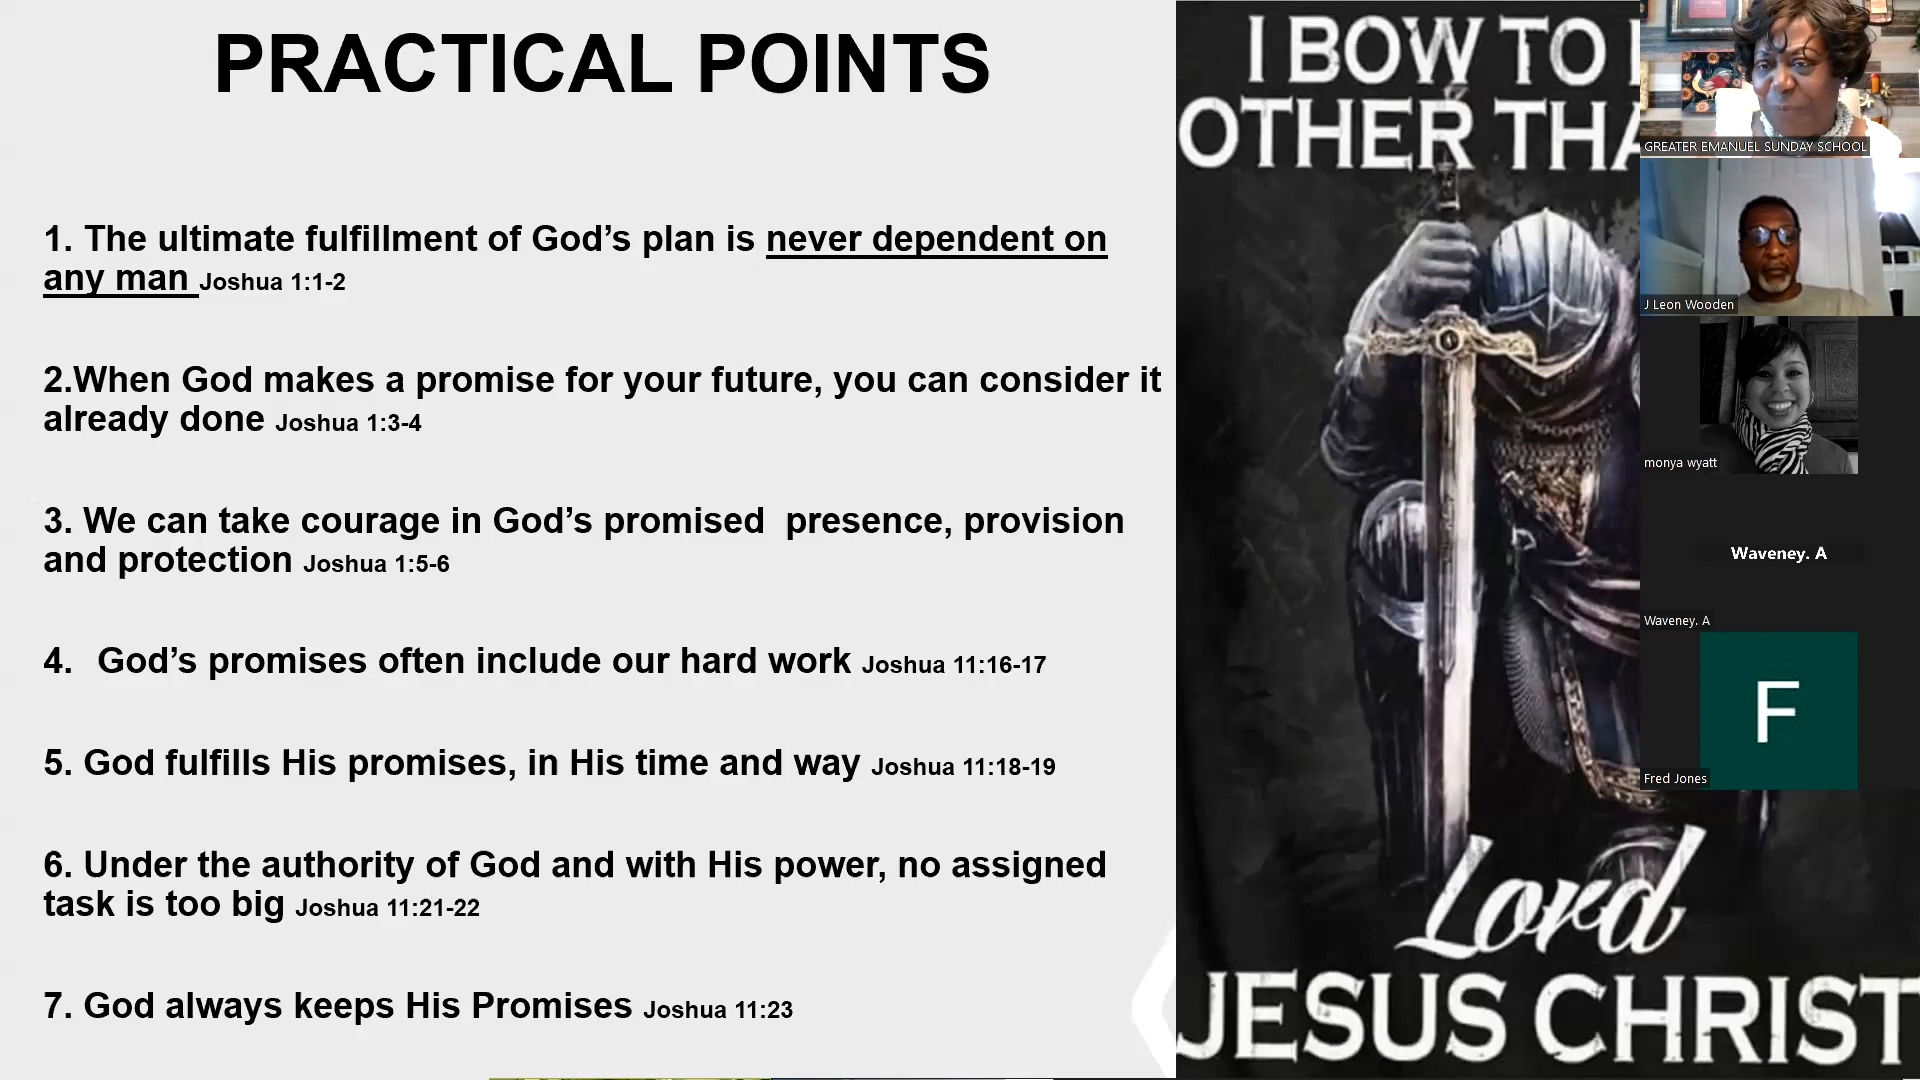 PRACTICAL POINTS
1. The ultimate fulfillment of God’s plan is never dependent on
any man Joshua 1:1-2
2.When God makes a promise for your future, you can consider it
already done Joshua 1:3-4
3. We can take courage in God’s promised  presence, provision
and protection Joshua 1:5-6
4.  God’s promises often include our hard work Joshua 11:16-17
5. God fulfills His promises, in His time and way Joshua 11:18-19
6. Under the authority of God and with His power, no assigned
task is too big Joshua 11:21-22
7. God always keeps His Promises Joshua 11:23
I BOW TO
OTHER THA
Lord
JESUS CHRIST
GREATER EMANUEL SUNDAY SCHOOL
J Leon Wooden
monya wyatt
Waveney. A
Waveney. A
F
Fred Jones